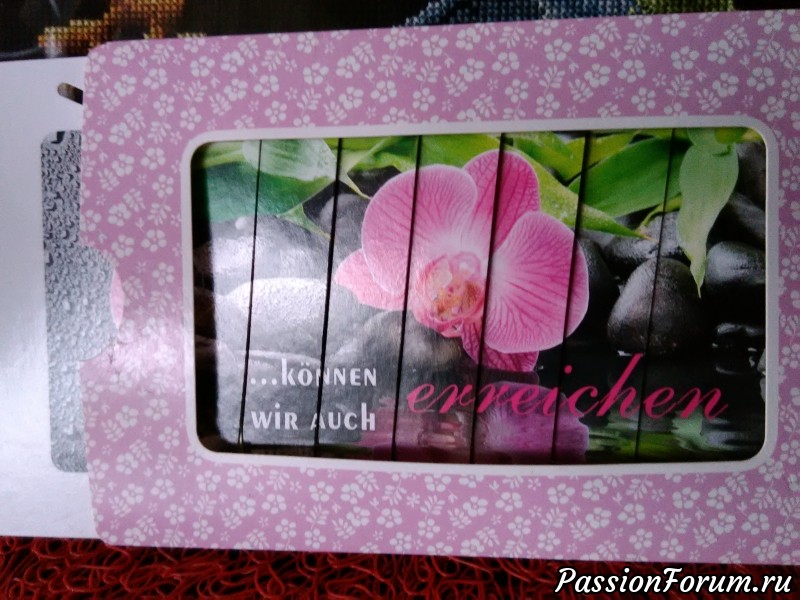 ...KÖNNEN
WIR AUCH
erreichen
PassionForum.ru